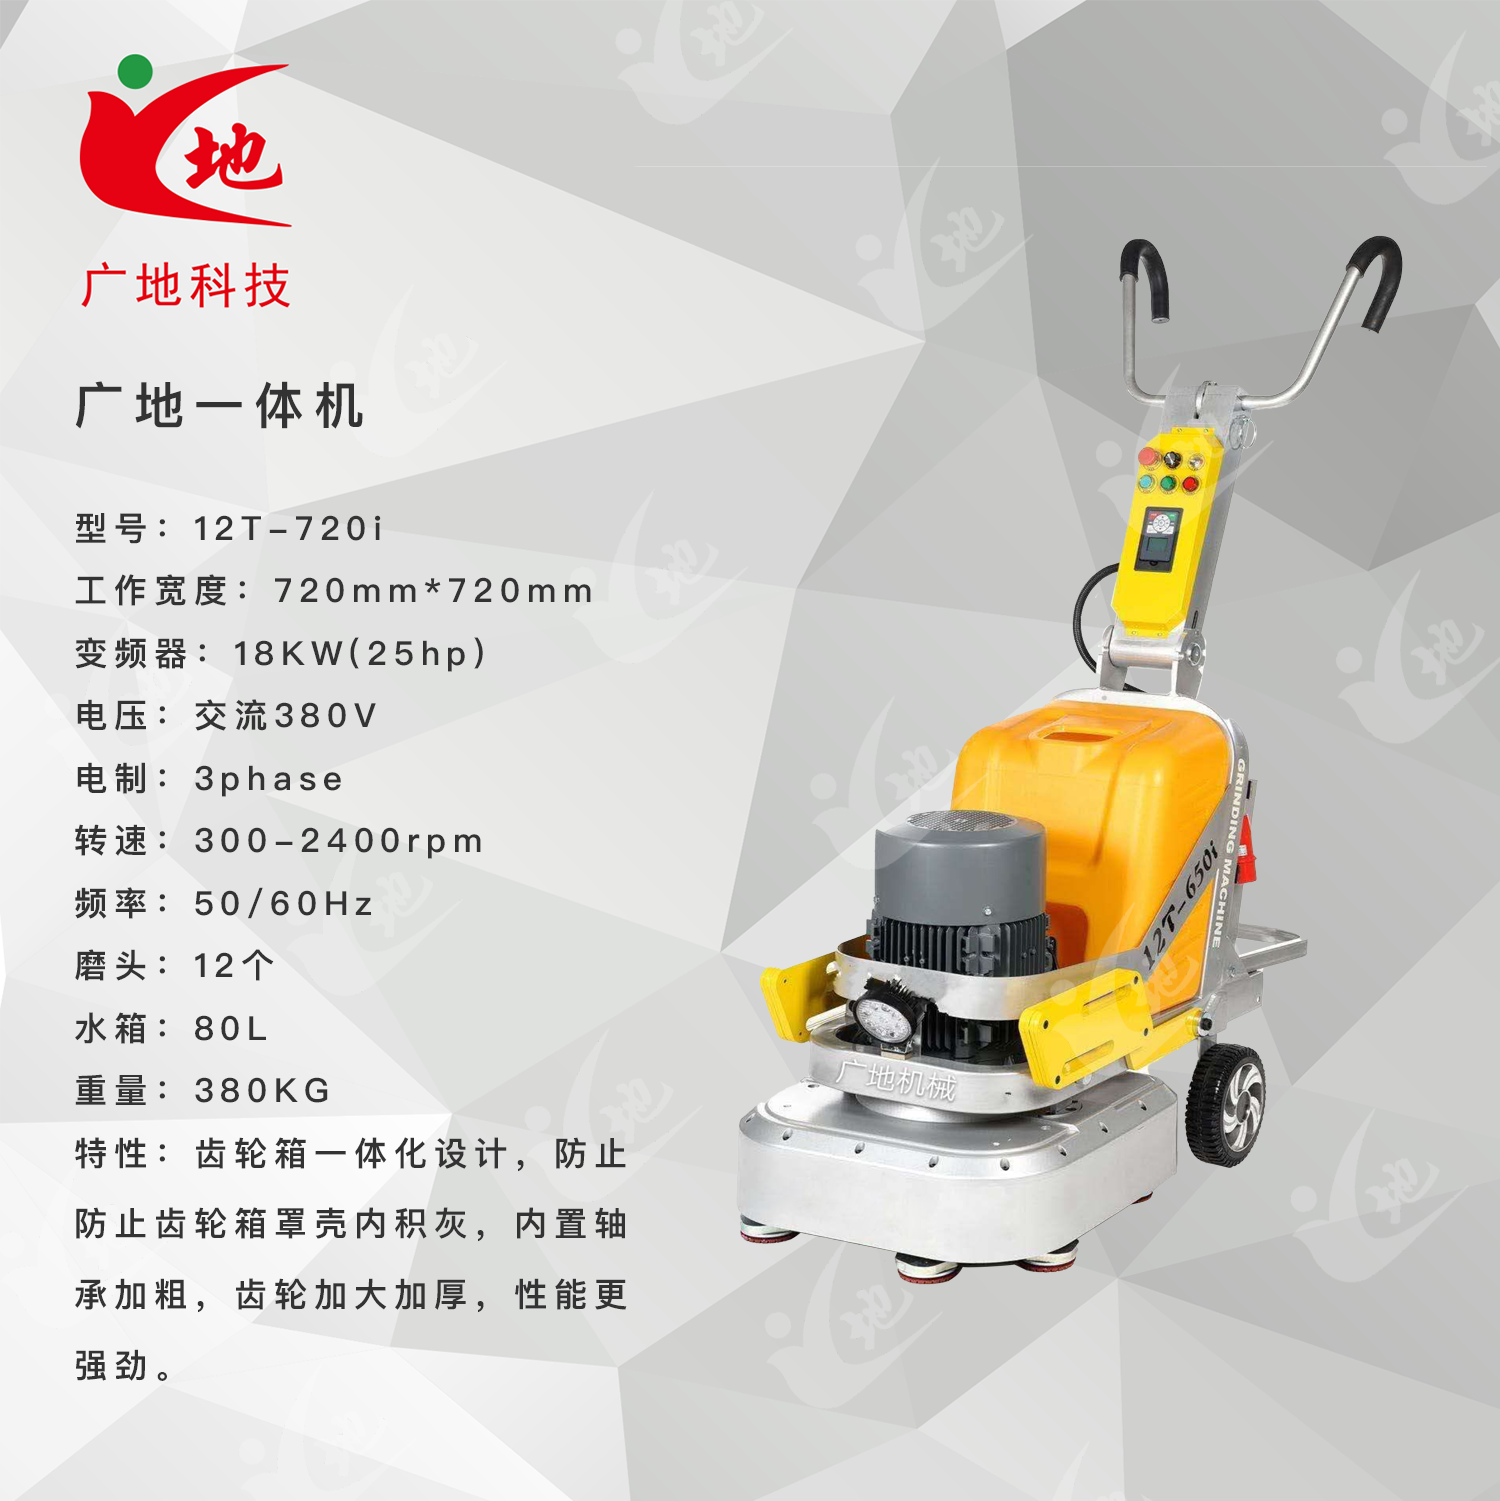 地
广地科技
广地一体机
型号：12T-720i
工作宽度：720mm*720mm
变频器：18KW(25hp)
电压：交流380V
电制：3phase
转速：300-2400rpm
频率：50/60Hz
磨头：12个
水箱：80L
重量：380KG
特性：齿轮箱一体化设计，防止
防止齿轮箱罩壳内积灰，内置轴
承加粗，齿轮加大加厚，性能更
强劲。
GRINDING MACHINE
12T-650i
广地机械